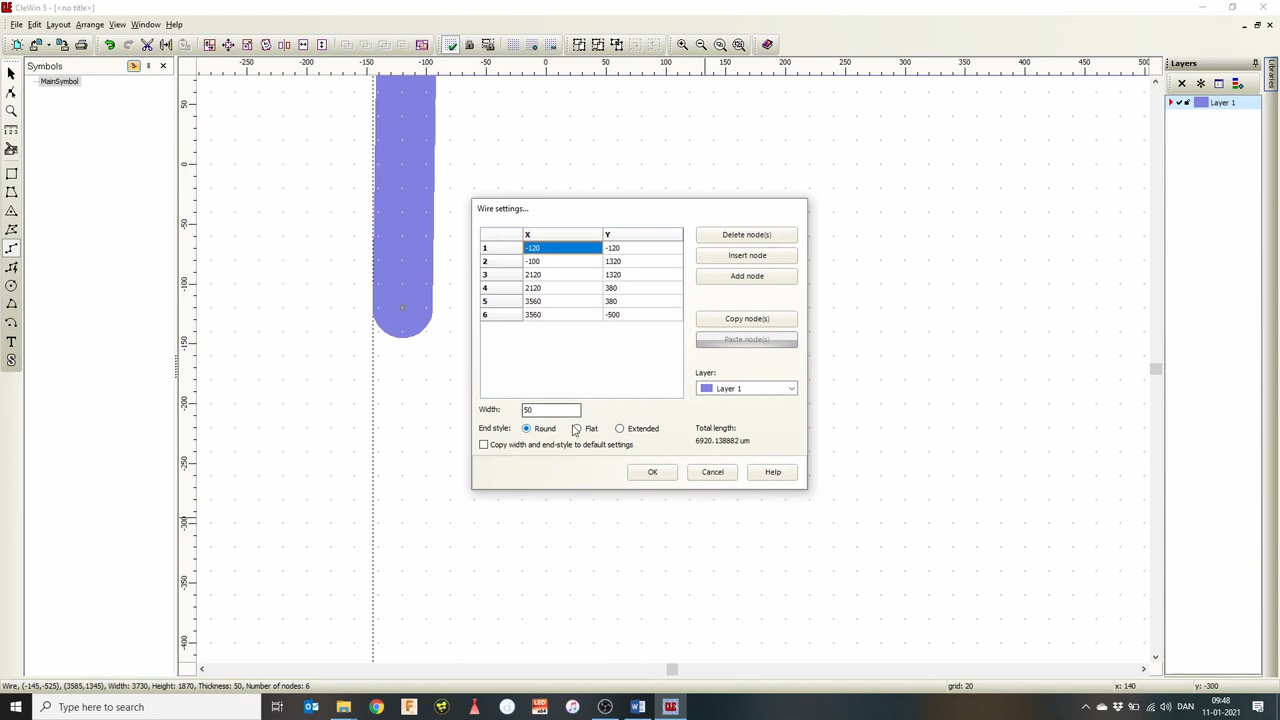 CleWin 5 - [<no title>]
File Edit Layout Arrange View Window Help
Symbols
MainSymbol
-250 -200 -150 -100 -50 0 50 100 150 200 250 300 350 400 450 500
50
0
-50
-100
-150
-200
-250
-300
-350
-400
Layers
Layer 1
Libraries
Wire settings...
X Y
1 -120 -120
2 -100 1320
3 2120 1320
4 2120 380
5 3560 380
6 3560 -500
Delete node(s)
Insert node
Add node
Copy node(s)
Paste node(s)
Layer:
Layer 1
Width: 50
End style: Round Flat Extended
Total length:
6920.138882 um
Copy width and end-style to default settings
OK Cancel Help
Wire, (-145,-525), (3585,1345), Width: 3730, Height: 1870, Thickness: 50, Number of nodes: 6
grid: 20
x: 140
y: -300
Type here to search
DAN
09:48
11-01-2021